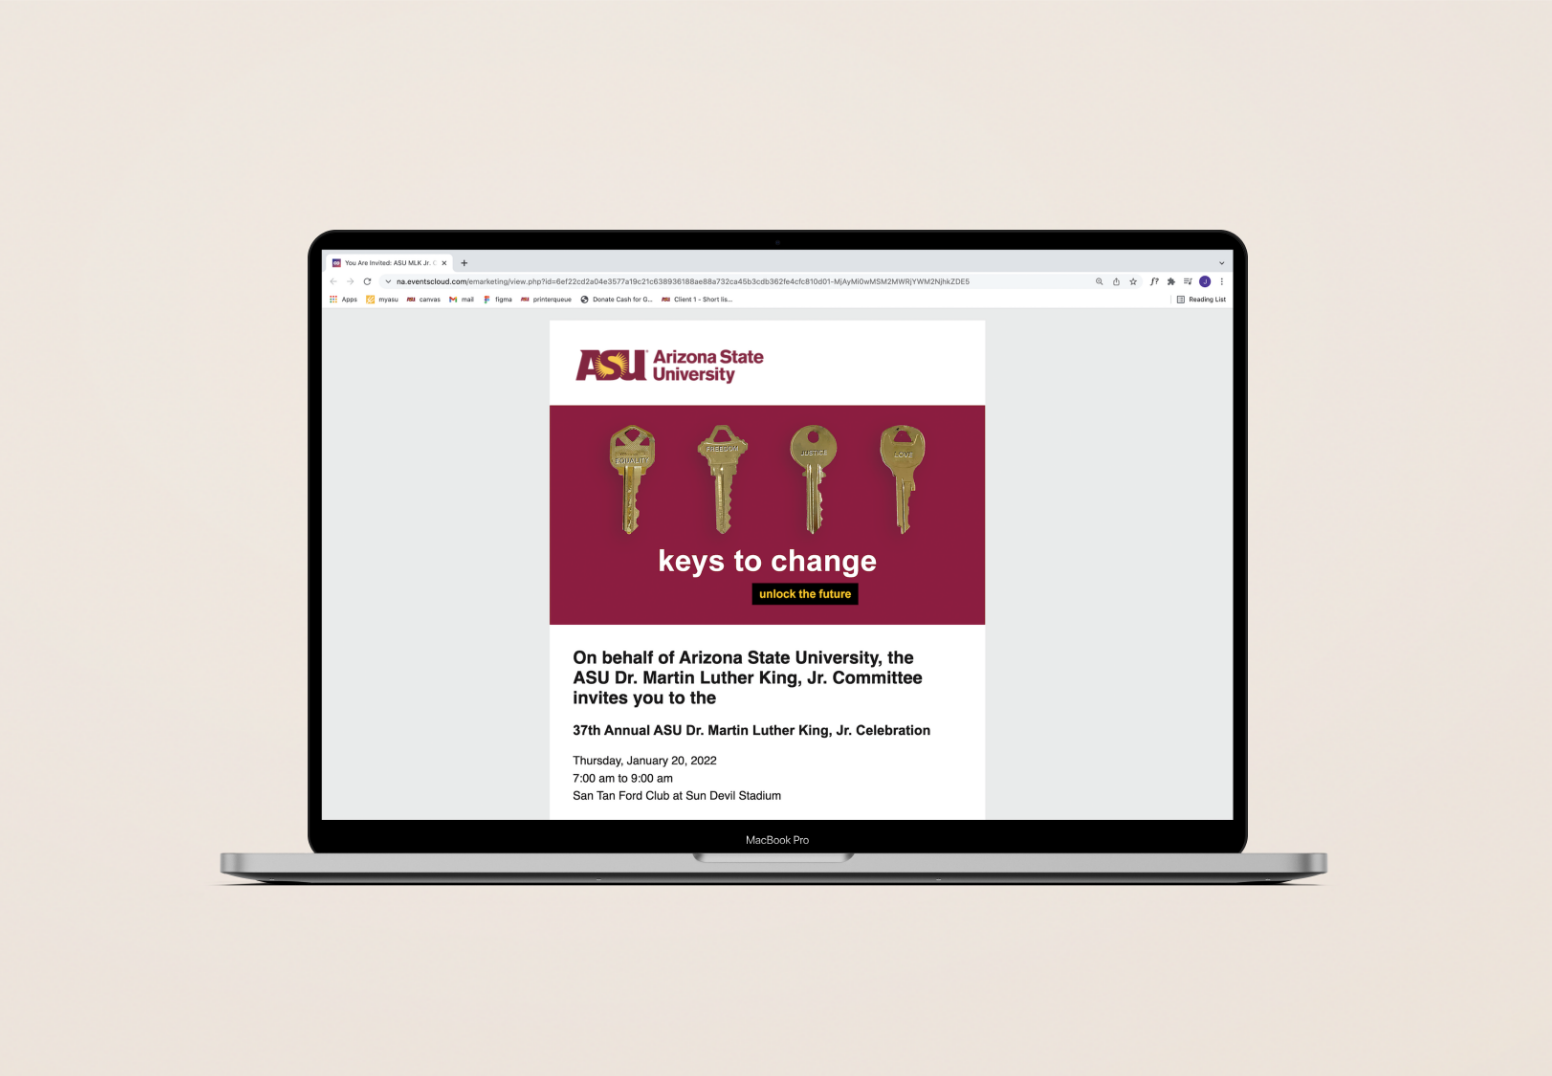 You Are Invited: ASU MLK Jr. C
na.eventscloud.com/emarketing/view.php?id=6ef22cd2a04e3577a19c21c638936188ae88a732ca45b3cdb362fe4cfc810d01-MjAyMi0wMSM2MWRjYWM2NjhkZDE5
f?
J
Apps myasu canvas mail figma printerqueue Donate Cash for G... Client 1 - Short lis... Reading List
ASU Arizona State
University
EQUALITY FREEDOM JUSTICE LOVE
keys to change
unlock the future
On behalf of Arizona State University, the
ASU Dr. Martin Luther King, Jr. Committee
invites you to the
37th Annual ASU Dr. Martin Luther King, Jr. Celebration
Thursday, January 20, 2022
7:00 am to 9:00 am
San Tan Ford Club at Sun Devil Stadium
MacBook Pro